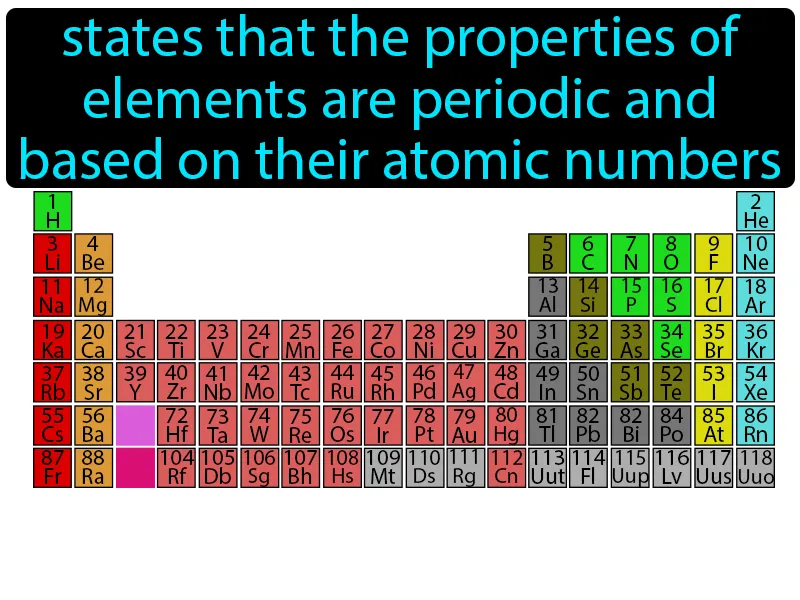 states that the properties of
elements are periodic and
based on their atomic numbers
1 2
H He
3 4 5 6 7 8 9 10
Li Be B C N O F Ne
11 12 13 14 15 16 17 18
Na Mg Al Si P S Cl Ar
19 20 21 22 23 24 25 26 27 28 29 30 31 32 33 34 35 36
Ka Ca Sc Ti V Cr Mn Fe Co Ni Cu Zn Ga Ge As Se Br Kr
37 38 39 40 41 42 43 44 45 46 47 48 49 50 51 52 53 54
Rb Sr Y Zr Nb Mo Tc Ru Rh Pd Ag Cd In Sn Sb Te I Xe
55 56 72 73 74 75 76 77 78 79 80 81 82 82 84 85 86
Cs Ba Hf Ta W Re Os Ir Pt Au Hg Tl Pb Bi Po At Rn
87 88 104 105 106 107 108 109 110 111 112 113 114 115 116 117 118
Fr Ra Rf Db Sg Bh Hs Mt Ds Rg Cn Uut Fl Uup Lv Uus Uuo